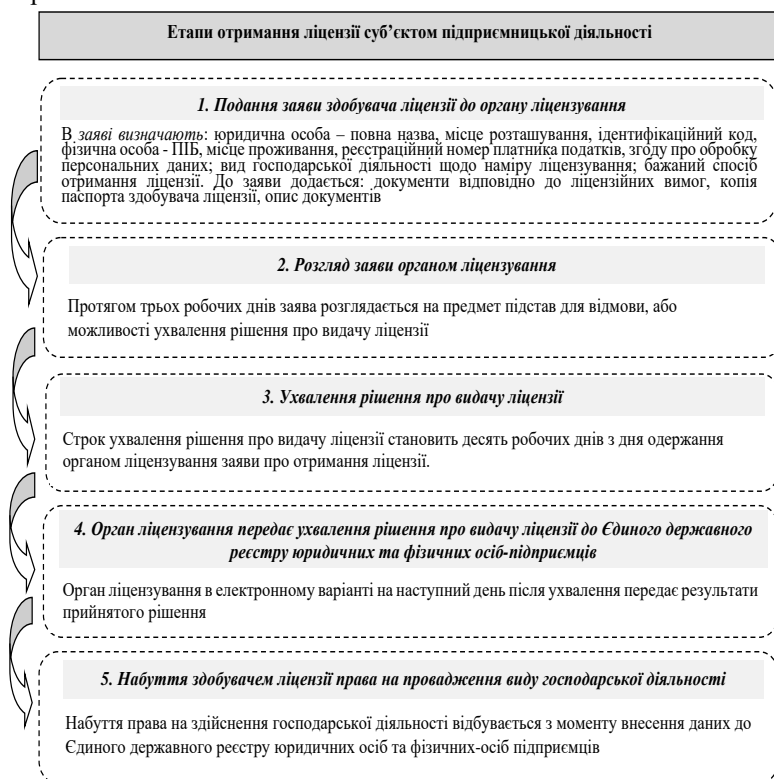 Етапи отримання ліцензії суб’єктом підприємницької діяльності
1. Подання заяви здобувача ліцензії до органу ліцензування
В заяві визначають: юридична особа – повна назва, місце розташування, ідентифікаційний код,
фізична особа - ПІБ, місце проживання, реєстраційний номер платника податків, згоду про обробку
персональних даних; вид господарської діяльності щодо наміру ліцензування; бажаний спосіб
отримання ліцензії. До заяви додається: документи відповідно до ліцензійних вимог, копія
паспорта здобувача ліцензії, опис документів
2. Розгляд заяви органом ліцензування
Протягом трьох робочих днів заява розглядається на предмет підстав для відмови, або
можливості ухвалення рішення про видачу ліцензії
3. Ухвалення рішення про видачу ліцензії
Строк ухвалення рішення про видачу ліцензії становить десять робочих днів з дня одержання
органом ліцензування заяви про отримання ліцензії.
4. Орган ліцензування передає ухвалення рішення про видачу ліцензії до Єдиного державного
реєстру юридичних та фізичних осіб-підприємців
Орган ліцензування в електронному варіанті на наступний день після ухвалення передає результати
прийнятого рішення
5. Набуття здобувачем ліцензії права на провадження виду господарської діяльності
Набуття права на здійснення господарської діяльності відбувається з моменту внесення даних до
Єдиного державного реєстру юридичних осіб та фізичних-осіб підприємців